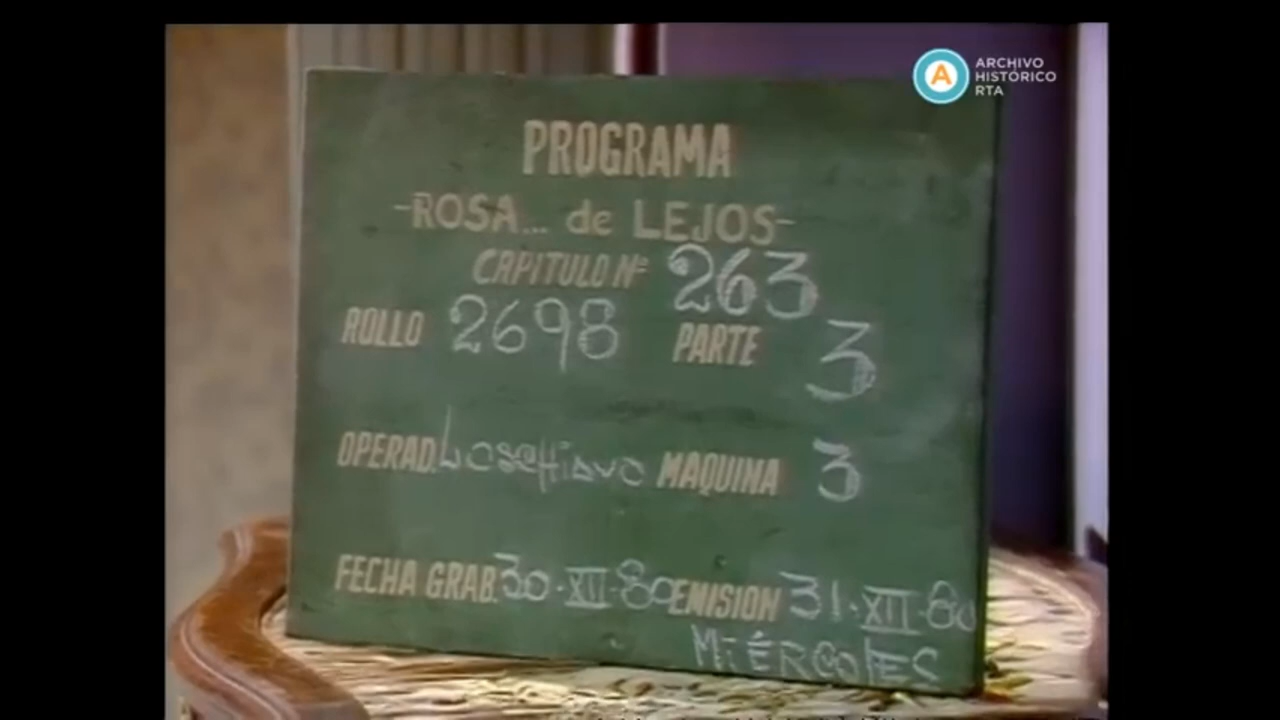 ARCHIVO
HISTÓRICO
RTA
PROGRAMA
-ROSA... de LEJOS-
CAPITULO Nº 263
ROLLO 2698 PARTE 3
OPERAD. Loschiavo MAQUINA 3
FECHA GRAB. 30·XII·80 EMISION 31·XII·80
MiÉRCOlES